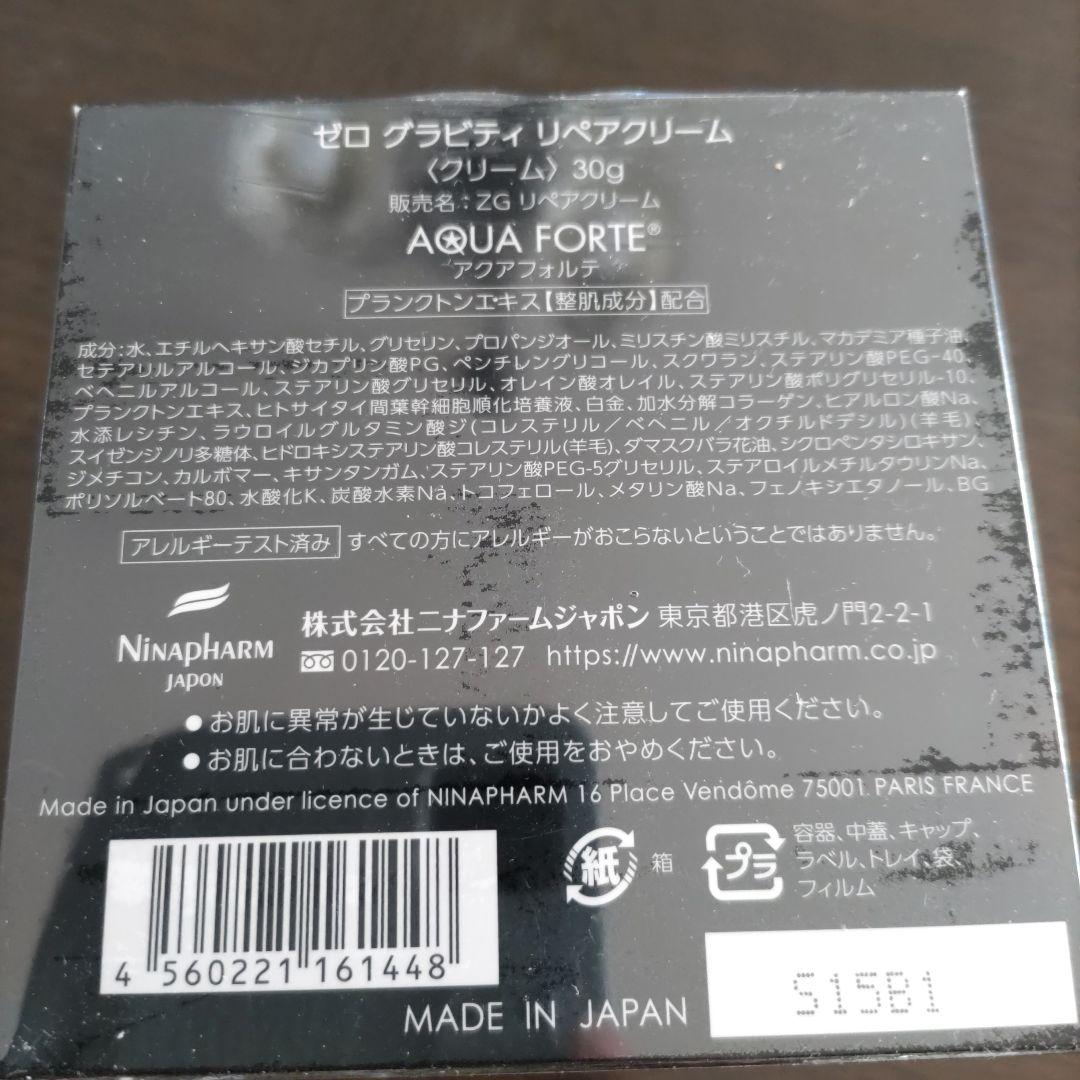 ゼロ グラビティ リペアクリーム
〈クリーム〉30g
販売名：ZG リペアクリーム
AQUA FORTE®
アクアフォルテ
プランクトンエキス【整肌成分】配合
成分：水、エチルヘキサン酸セチル、グリセリン、プロパンジオール、ミリスチン酸ミリスチル、マカデミア種子油、
セテアリルアルコール、ジカプリン酸PG、ペンチレングリコール、スクワラン、ステアリン酸PEG-40、
ベヘニルアルコール、ステアリン酸グリセリル、オレイン酸オレイル、ステアリン酸ポリグリセリル-10、
プランクトンエキス、ヒトサイタイ間葉幹細胞順化培養液、白金、加水分解コラーゲン、ヒアルロン酸Na、
水添レシチン、ラウロイルグルタミン酸ジ(コレステリル／ベヘニル／オクチルドデシル)(羊毛)、
スイゼンジノリ多糖体、ヒドロキシステアリン酸コレステリル(羊毛)、ダマスクバラ花油、シクロペンタシロキサン、
ジメチコン、カルボマー、キサンタンガム、ステアリン酸PEG-5グリセリル、ステアロイルメチルタウリンNa、
ポリソルベート80、水酸化K、炭酸水素Na、トコフェロール、メタリン酸Na、フェノキシエタノール、BG
アレルギーテスト済み すべての方にアレルギーがおこらないということではありません。
NINAPHARM
JAPON
株式会社ニナファームジャポン 東京都港区虎ノ門2-2-1
0120-127-127 https://www.ninapharm.co.jp
●お肌に異常が生じていないかよく注意してご使用ください。
●お肌に合わないときは、ご使用をおやめください。
Made in Japan under licence of NINAPHARM 16 Place Vendôme 75001 PARIS FRANCE
紙 箱
プラ 容器、中蓋、キャップ、
ラベル、トレイ、袋、
フィルム
4 560221 161448
MADE IN JAPAN
S15B1